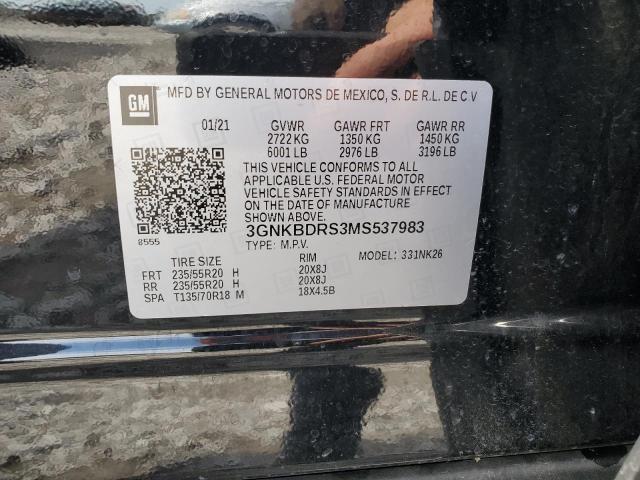 GM MFD BY GENERAL MOTORS DE MEXICO, S. DE R.L. DE C V
01/21 GVWR GAWR FRT GAWR RR
2722 KG 1350 KG 1450 KG
6001 LB 2976 LB 3196 LB
THIS VEHICLE CONFORMS TO ALL
APPLICABLE U.S. FEDERAL MOTOR
VEHICLE SAFETY STANDARDS IN EFFECT
ON THE DATE OF MANUFACTURE
SHOWN ABOVE.
3GNKBDRS3MS537983
8555
TYPE: M.P.V. MODEL: 331NK26
TIRE SIZE RIM
FRT 235/55R20 H 20X8J
RR 235/55R20 H 20X8J
SPA T135/70R18 M 18X4.5B